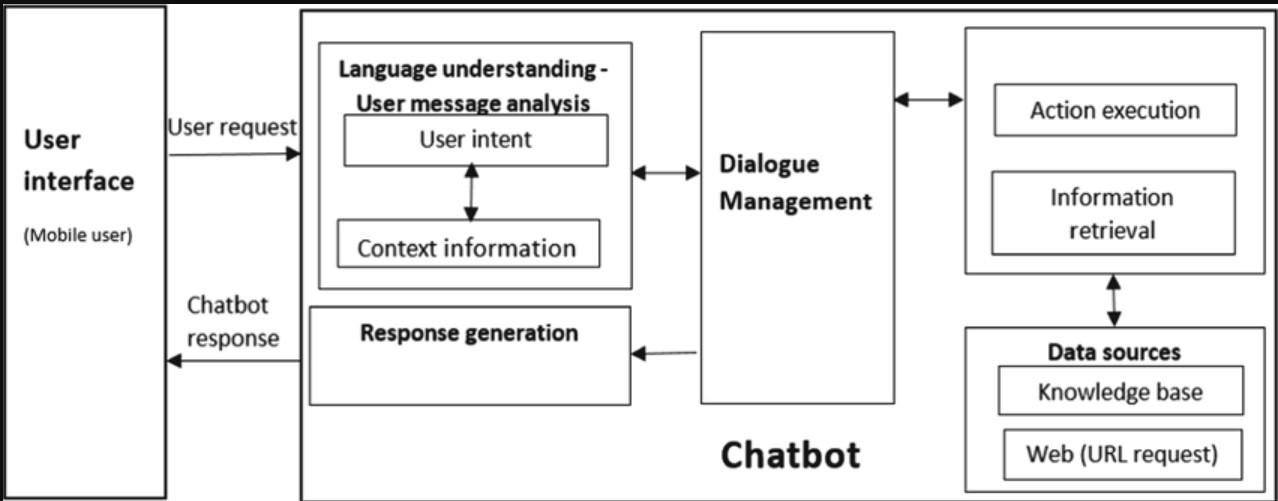 User
interface
(Mobile user)
User request
Chatbot
response
Language understanding -
User message analysis
User intent
Context information
Response generation
Dialogue
Management
Action execution
Information
retrieval
Data sources
Knowledge base
Web (URL request)
Chatbot